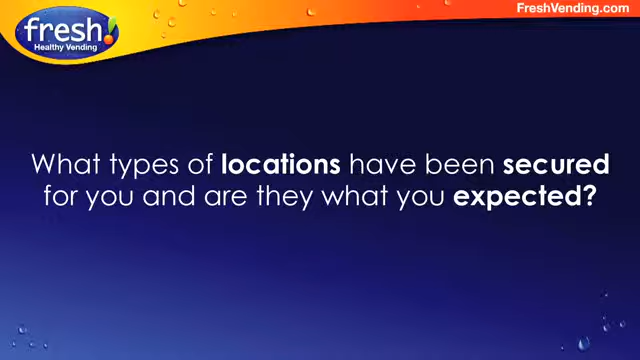 fresh!
Healthy Vending
FreshVending.com
What types of locations have been secured
for you and are they what you expected?